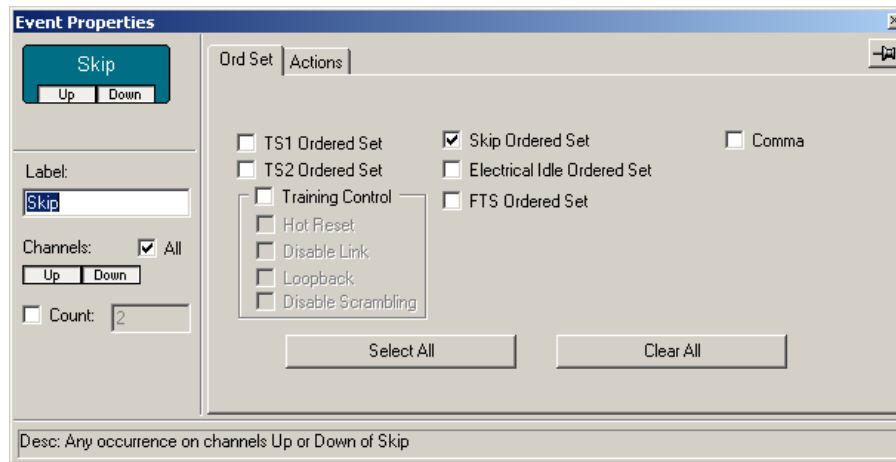 Event Properties
Skip
Up Down
Ord Set Actions
TS1 Ordered Set Skip Ordered Set Comma
TS2 Ordered Set Electrical Idle Ordered Set
Label:
Training Control FTS Ordered Set
Skip
Hot Reset
Channels: All
Disable Link
Up Down
Loopback
Disable Scrambling
Count: 2
Select All Clear All
Desc: Any occurrence on channels Up or Down of Skip